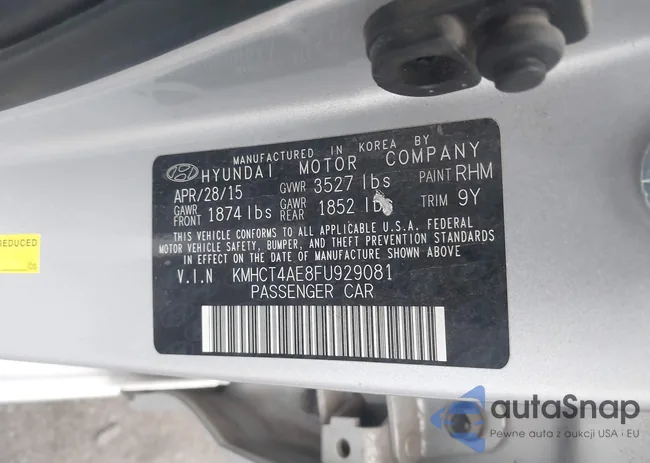 MANUFACTURED IN KOREA BY
HYUNDAI MOTOR COMPANY
APR/28/15 GVWR 3527 lbs PAINT RHM
GAWR FRONT 1874 lbs GAWR REAR 1852 lbs TRIM 9Y
THIS VEHICLE CONFORMS TO ALL APPLICABLE U.S.A. FEDERAL
MOTOR VEHICLE SAFETY, BUMPER, AND THEFT PREVENTION STANDARDS
IN EFFECT ON THE DATE OF MANUFACTURE SHOWN ABOVE
V.I.N KMHCT4AE8FU929081
PASSENGER CAR
REDUCED
lbs
autaSnap
Pewne auta z aukcji USA i EU